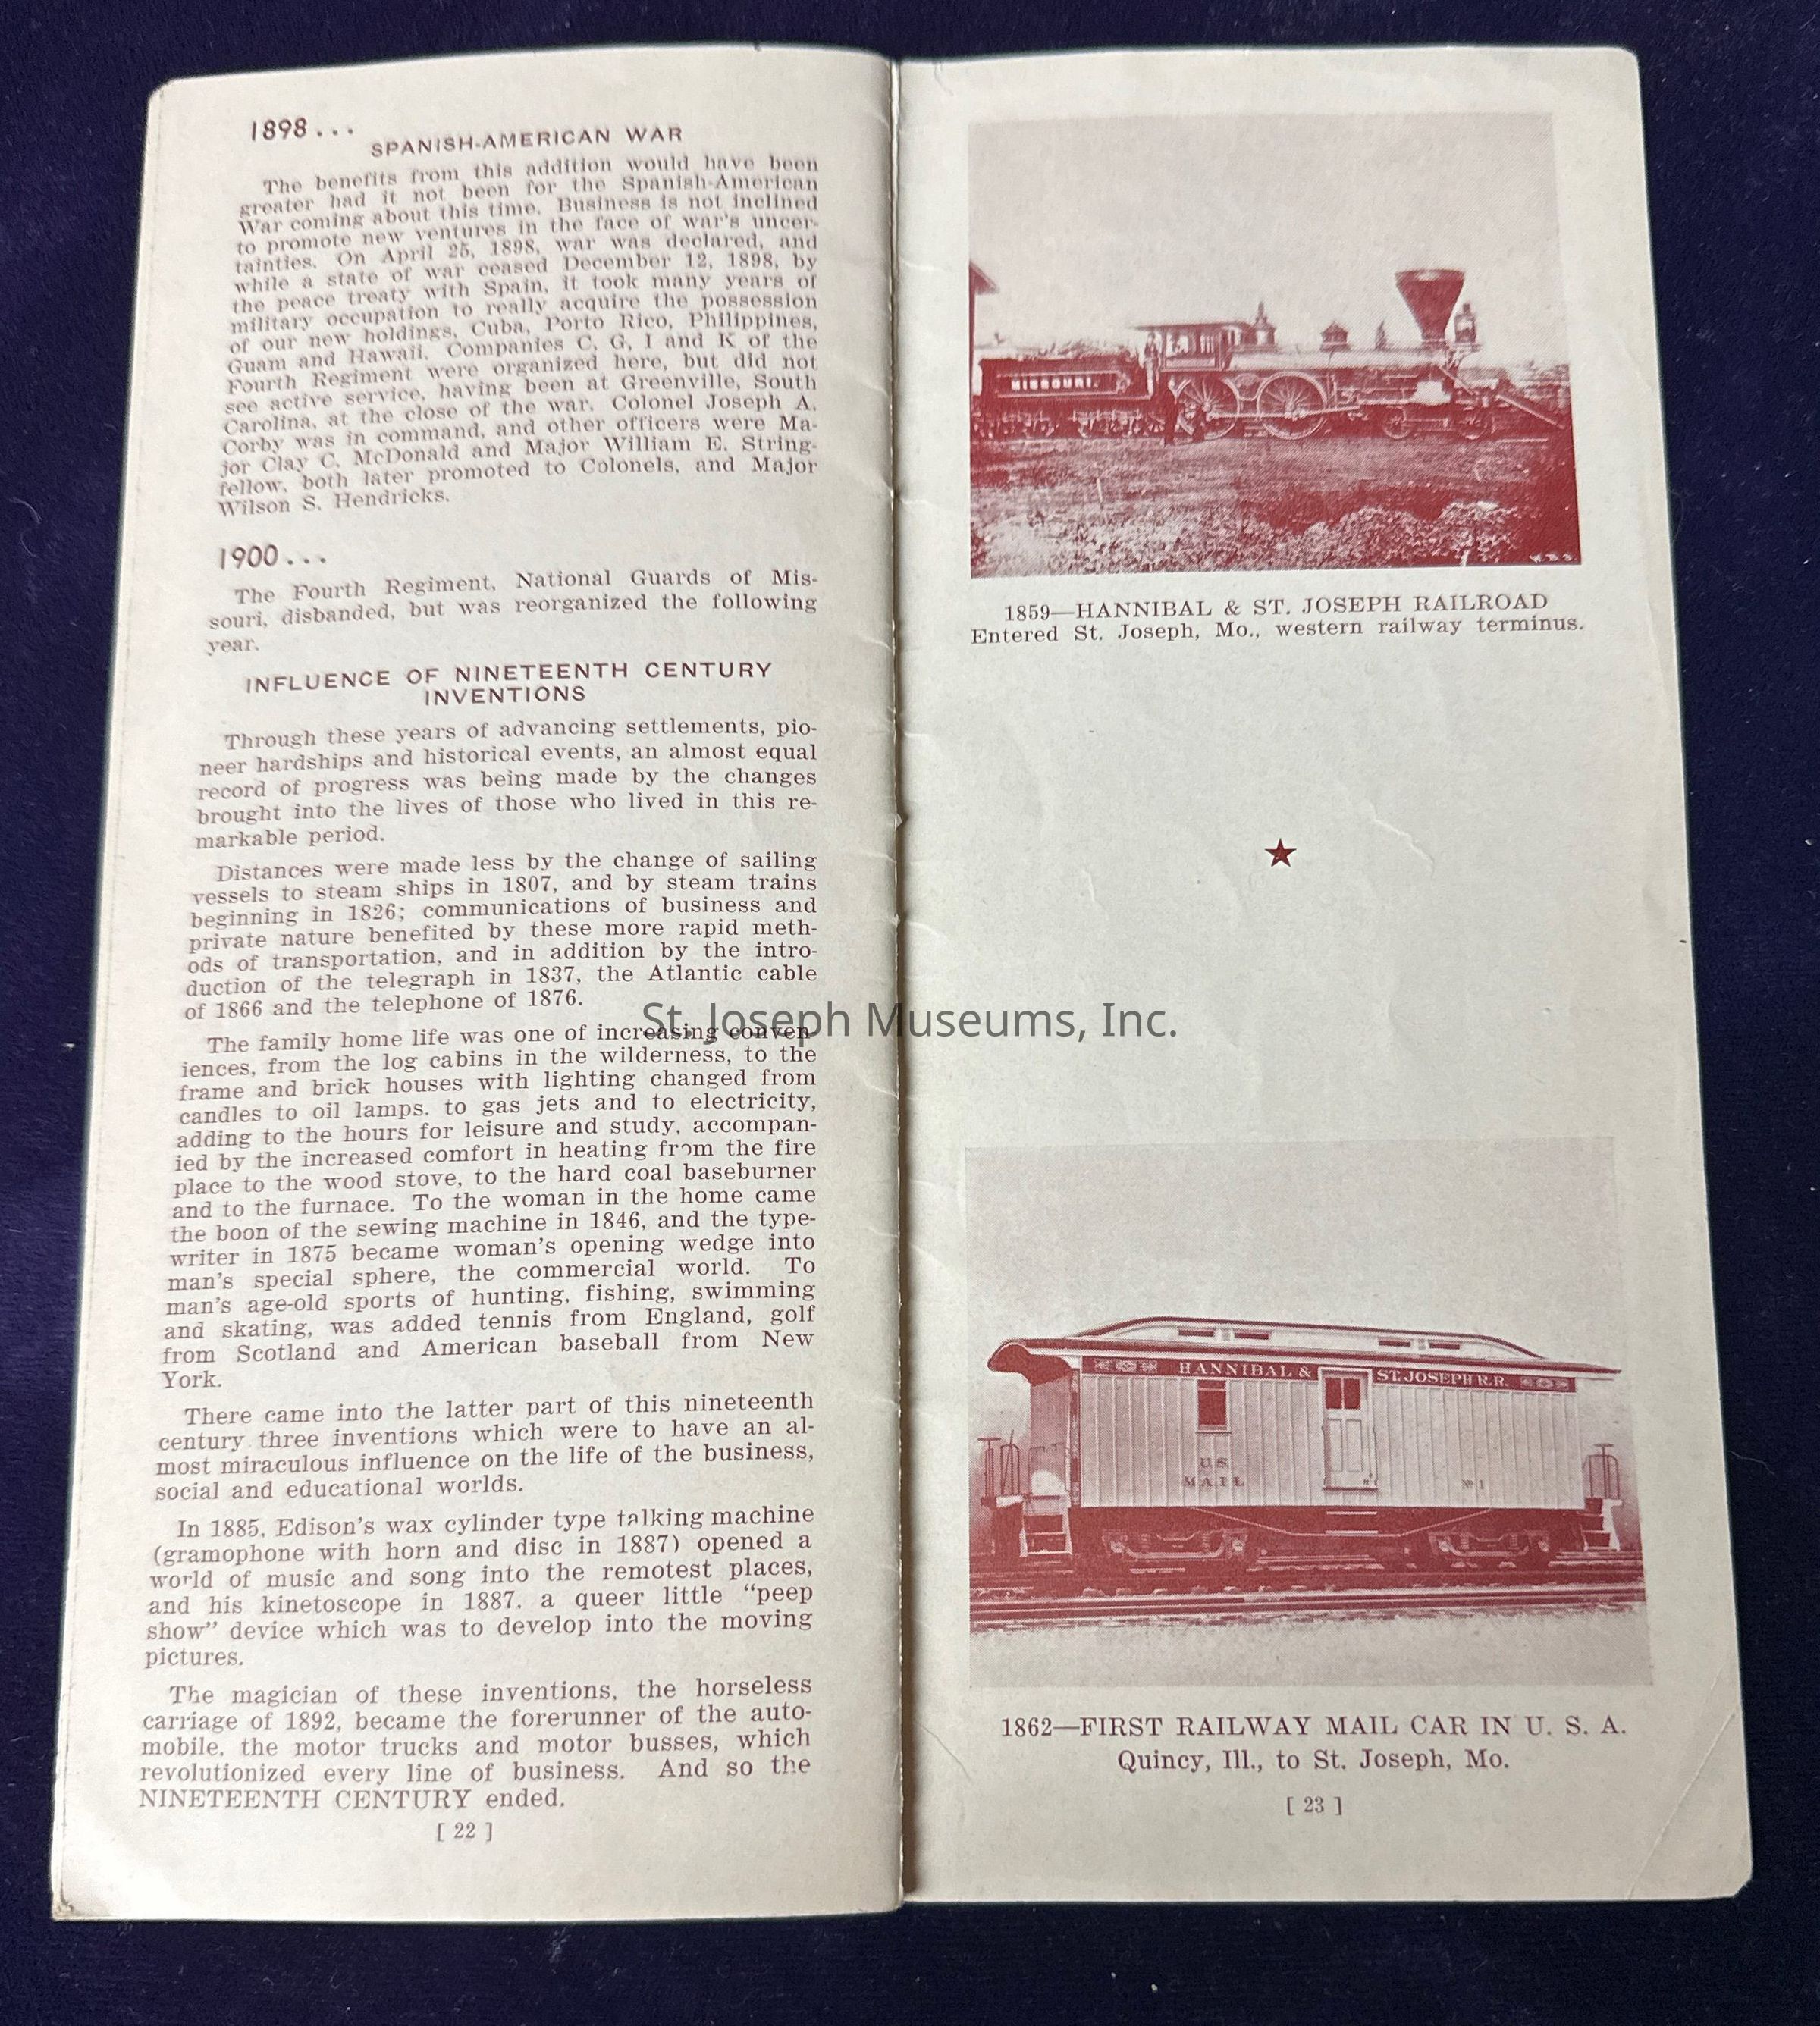 1898...
SPANISH-AMERICAN WAR
The benefits from this addition would have been
greater had it not been for the Spanish-American
War coming about this time. Business is not inclined
to promote new ventures in the face of war's uncer-
tainties. On April 25, 1898, war was declared, and
while a state of war ceased December 12, 1898, by
the peace treaty with Spain, it took many years of
military occupation to really acquire the possession
of our new holdings, Cuba, Porto Rico, Philippines,
Guam and Hawaii. Companies C, G, I and K of the
Fourth Regiment were organized here, but did not
see active service, having been at Greenville, South
Carolina, at the close of the war. Colonel Joseph A.
Corby was in command, and other officers were Ma-
jor Clay C. McDonald and Major William E. String-
fellow, both later promoted to Colonels, and Major
Wilson S. Hendricks.
1900...
The Fourth Regiment, National Guards of Mis-
souri, disbanded, but was reorganized the following
year.
INFLUENCE OF NINETEENTH CENTURY
INVENTIONS
Through these years of advancing settlements, pio-
neer hardships and historical events, an almost equal
record of progress was being made by the changes
brought into the lives of those who lived in this re-
markable period.
Distances were made less by the change of sailing
vessels to steam ships in 1807, and by steam trains
beginning in 1826; communications of business and
private nature benefited by these more rapid meth-
ods of transportation, and in addition by the intro-
duction of the telegraph in 1837, the Atlantic cable
of 1866 and the telephone of 1876.
The family home life was one of increasing conven-
iences, from the log cabins in the wilderness, to the
frame and brick houses with lighting changed from
candles to oil lamps. to gas jets and to electricity,
adding to the hours for leisure and study, accompan-
ied by the increased comfort in heating from the fire
place to the wood stove, to the hard coal baseburner
and to the furnace. To the woman in the home came
the boon of the sewing machine in 1846, and the type-
writer in 1875 became woman's opening wedge into
man's special sphere, the commercial world. To
man's age-old sports of hunting, fishing, swimming
and skating, was added tennis from England, golf
from Scotland and American baseball from New
York.
There came into the latter part of this nineteenth
century three inventions which were to have an al-
most miraculous influence on the life of the business,
social and educational worlds.
In 1885, Edison's wax cylinder type talking machine
(gramophone with horn and disc in 1887) opened a
world of music and song into the remotest places,
and his kinetoscope in 1887. a queer little "peep
show" device which was to develop into the moving
pictures.
The magician of these inventions, the horseless
carriage of 1892, became the forerunner of the auto-
mobile. the motor trucks and motor busses, which
revolutionized every line of business. And so the
NINETEENTH CENTURY ended.
[ 22 ]
MISSOURI.
W.B.S
1859—HANNIBAL & ST. JOSEPH RAILROAD
Entered St. Joseph, Mo., western railway terminus.
St. Joseph Museums, Inc.
HANNIBAL & ST. JOSEPH R.R.
U.S.
MAIL
No 1
1862—FIRST RAILWAY MAIL CAR IN U. S. A.
Quincy, Ill., to St. Joseph, Mo.
[ 23 ]